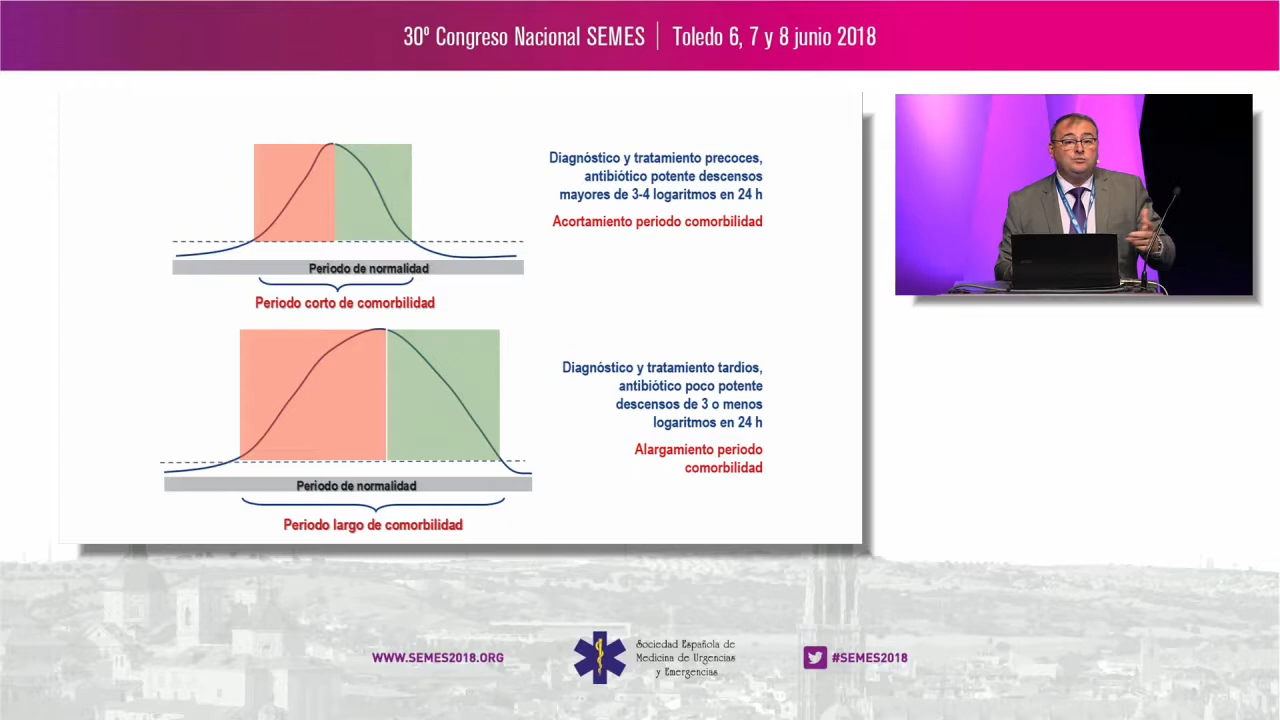 30º Congreso Nacional SEMES | Toledo 6, 7 y 8 junio 2018
Diagnóstico y tratamiento precoces,
antibiótico potente descensos
mayores de 3-4 logaritmos en 24 h
Acortamiento periodo comorbilidad
Periodo de normalidad
Periodo corto de comorbilidad
Diagnóstico y tratamiento tardíos,
antibiótico poco potente
descensos de 3 o menos
logaritmos en 24 h
Alargamiento periodo
comorbilidad
Periodo de normalidad
Periodo largo de comorbilidad
WWW.SEMES2018.ORG
Sociedad Española de
Medicina de Urgencias
y Emergencias
#SEMES2018